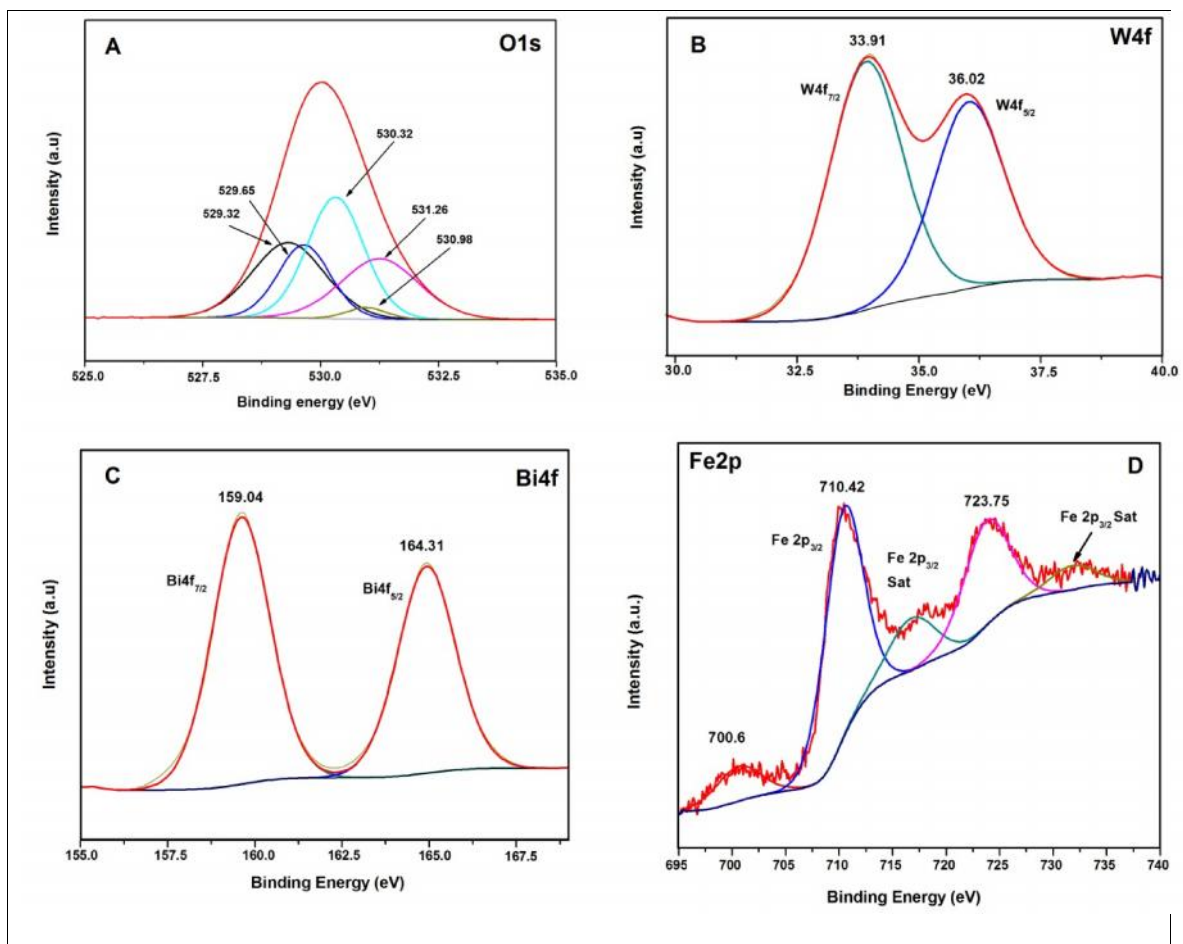 A
O1s
530.32
529.65
529.32
531.26
530.98
Intensity (a.u)
525.0 527.5 530.0 532.5 535.0
Binding energy (eV)
B
W4f
33.91
36.02
W4f7/2
W4f5/2
Intensity (a.u)
30.0 32.5 35.0 37.5 40.0
Binding Energy (eV)
C
Bi4f
159.04
164.31
Bi4f7/2
Bi4f5/2
Intensity (a.u)
155.0 157.5 160.0 162.5 165.0 167.5
Binding Energy (eV)
Fe2p
D
710.42
723.75
Fe 2p3/2 Sat
Fe 2p3/2
Fe 2p3/2
Sat
700.6
Intensity (a.u.)
695 700 705 710 715 720 725 730 735 740
Binding Energy (eV)